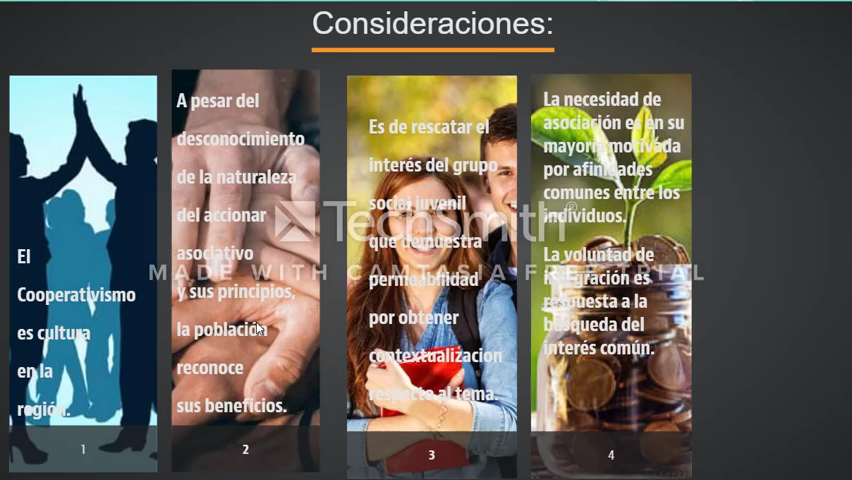 Consideraciones:
El
Cooperativismo
es cultura
en la
región.
1
A pesar del
desconocimiento
de la naturaleza
del accionar
asociativo
y sus principios,
la población
reconoce
sus beneficios.
2
Es de rescatar el
interés del grupo
social juvenil
que demuestra
permeabilidad
por obtener
contextualizacion
respecto al tema.
3
La necesidad de
asociación es en su
mayoría motivada
por afinidades
comunes entre los
individuos.
La voluntad de
integración es
respuesta a la
búsqueda del
interés común.
4
TechSmith®
MADE WITH CAMTASIA FREE TRIAL